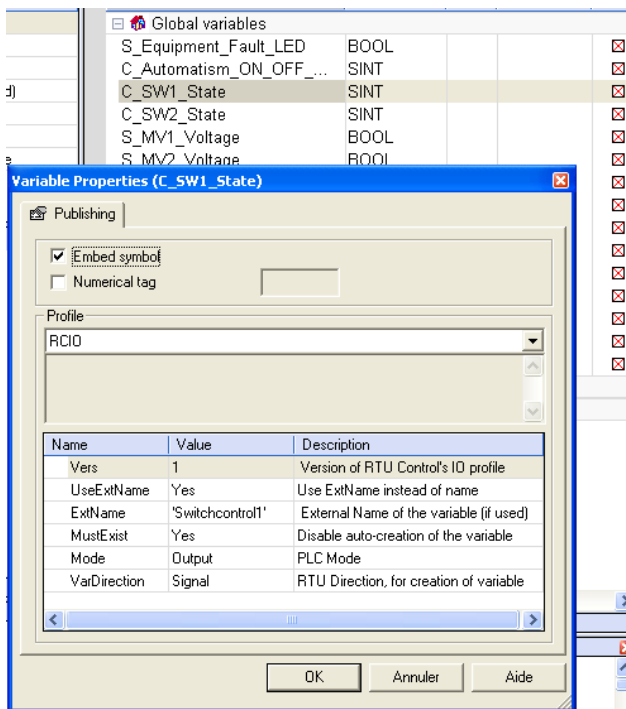 Global variables
S_Equipment_Fault_LED BOOL
C_Automatism_ON_OFF_... SINT
C_SW1_State SINT
C_SW2_State SINT
S_MV1_Voltage BOOL
S_MV2_Voltage BOOL
Variable Properties (C_SW1_State)
Publishing
Embed symbol
Numerical tag
Profile
RCIO
Name Value Description
Vers 1 Version of RTU Control's IO profile
UseExtName Yes Use ExtName instead of name
ExtName 'Switchcontrol1' External Name of the variable (if used)
MustExist Yes Disable auto-creation of the variable
Mode Output PLC Mode
VarDirection Signal RTU Direction, for creation of variable
OK Annuler Aide